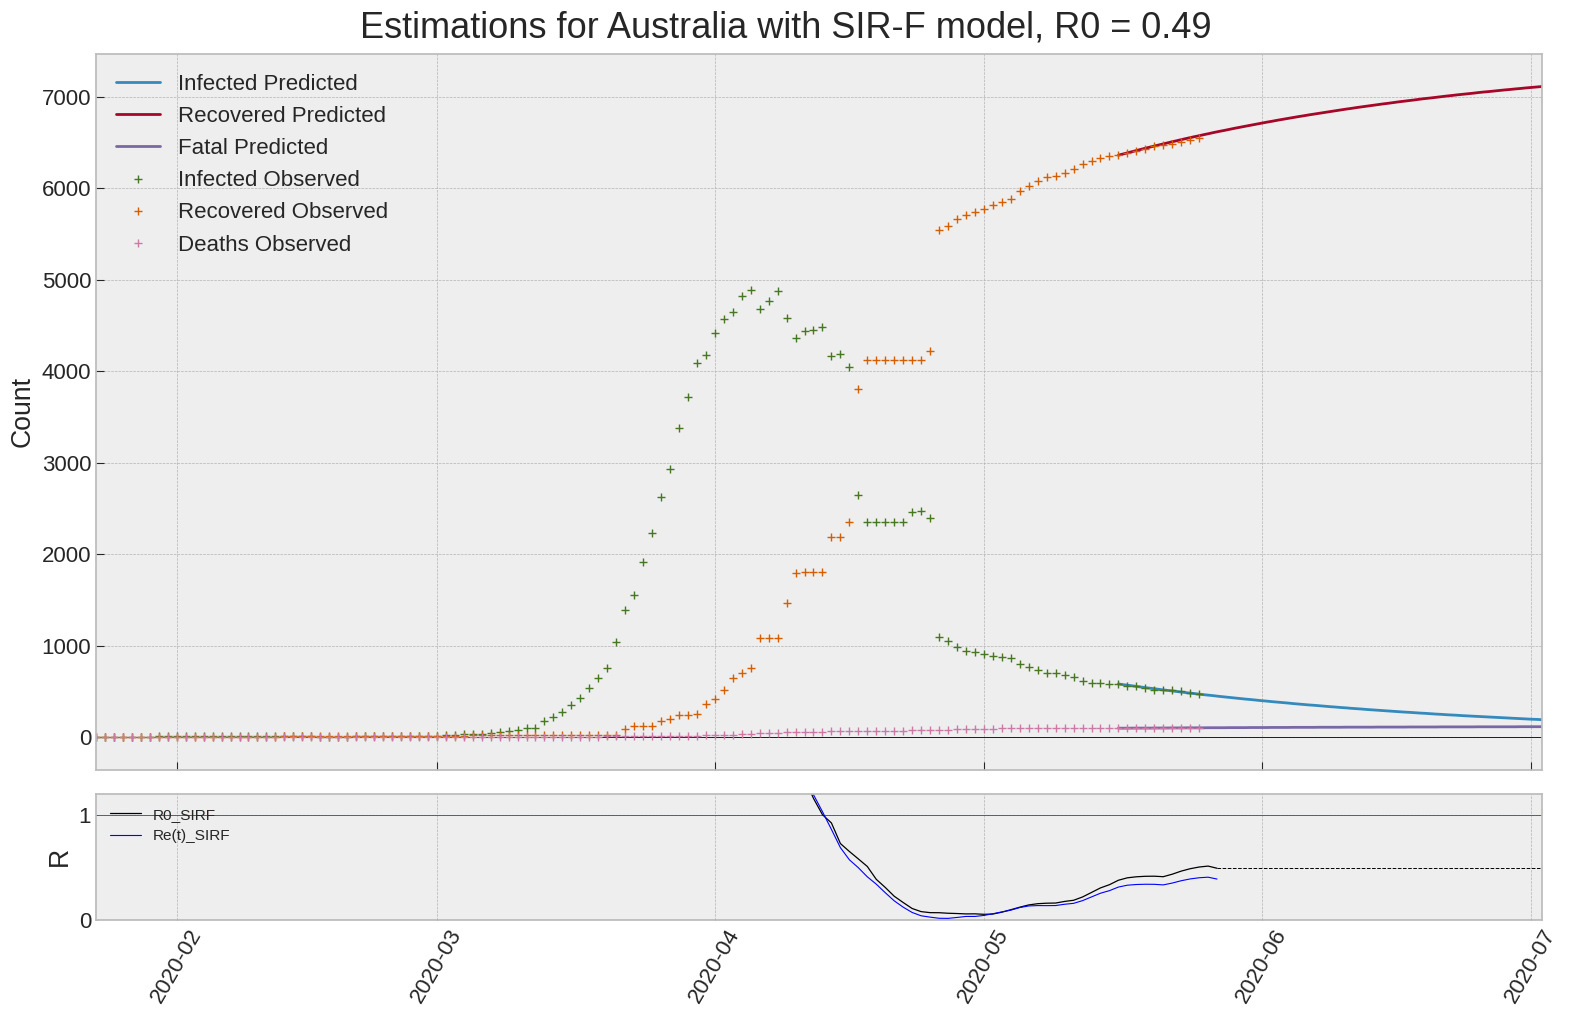 Estimations for Australia with SIR-F model, R0 = 0.49
Infected Predicted
Recovered Predicted
Fatal Predicted
Infected Observed
Recovered Observed
Deaths Observed
7000
6000
5000
4000
3000
2000
1000
0
Count
R0_SIRF
Re(t)_SIRF
1
0
R
2020-02
2020-03
2020-04
2020-05
2020-06
2020-07